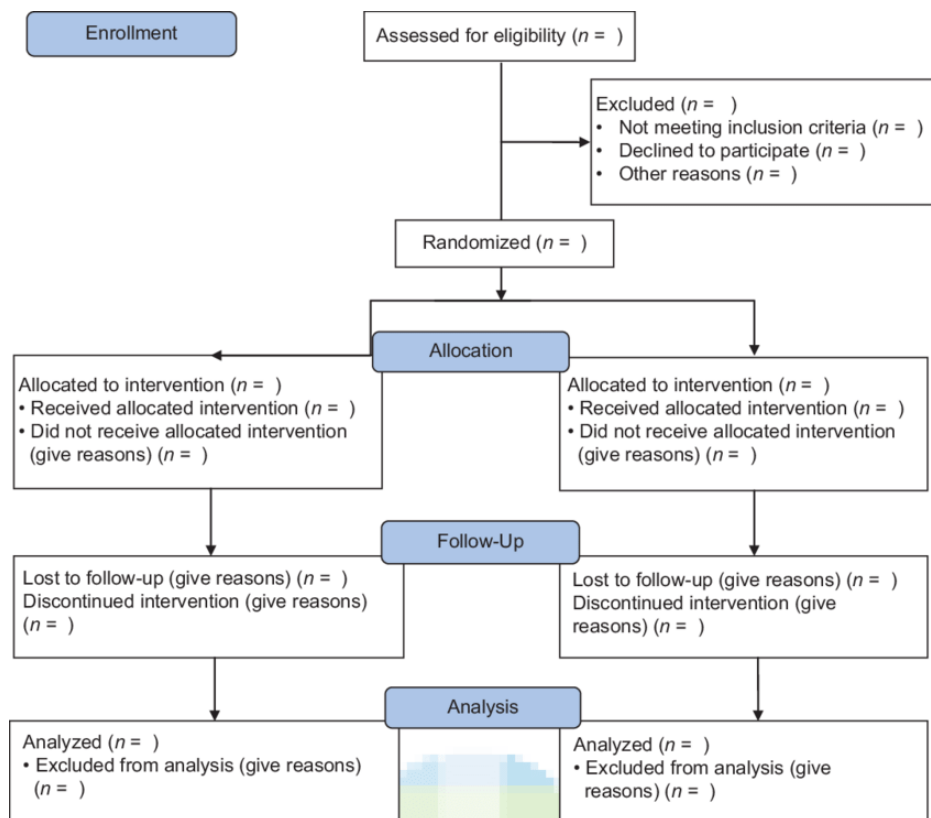 Enrollment
Assessed for eligibility (n =  )
Excluded (n =  )
• Not meeting inclusion criteria (n =  )
• Declined to participate (n =  )
• Other reasons (n =  )
Randomized (n =  )
Allocation
Allocated to intervention (n =  )
• Received allocated intervention (n =  )
• Did not receive allocated intervention
(give reasons) (n =  )
Allocated to intervention (n =  )
• Received allocated intervention (n =  )
• Did not receive allocated intervention
(give reasons) (n =  )
Follow-Up
Lost to follow-up (give reasons) (n =  )
Discontinued intervention (give reasons)
(n =  )
Lost to follow-up (give reasons) (n =  )
Discontinued intervention (give
reasons) (n =  )
Analysis
Analyzed (n =  )
• Excluded from analysis (give reasons)
(n =  )
Analyzed (n =  )
• Excluded from analysis (give
reasons) (n =  )